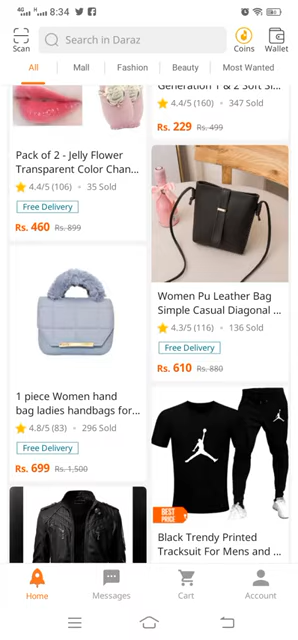 4G 4G 8:34
Scan
Search in Daraz
Coins
Wallet
All
Mall
Fashion
Beauty
Most Wanted
Pack of 2 - Jelly Flower
Transparent Color Chan...
4.4/5 (106) • 35 Sold
Free Delivery
Rs. 460 Rs. 899
1 piece Women hand
bag ladies handbags for...
4.8/5 (83) • 296 Sold
Free Delivery
Rs. 699 Rs. 1,500
4.4/5 (160) • 347 Sold
Rs. 229 Rs. 499
Women Pu Leather Bag
Simple Casual Diagonal ...
4.3/5 (116) • 136 Sold
Free Delivery
Rs. 610 Rs. 880
BEST
PRICE
Black Trendy Printed
Tracksuit For Mens and ...
Home
Messages
Cart
Account